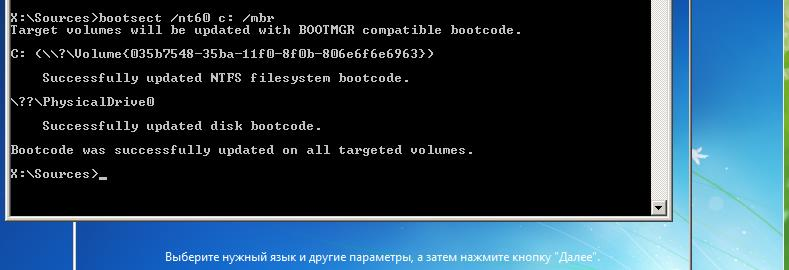 X:\Sources>bootsect /nt60 c: /mbr
Target volumes will be updated with BOOTMGR compatible bootcode.
C: (\\?\Volume{035b7548-35ba-11f0-8f0b-806e6f6e6963})
Successfully updated NTFS filesystem bootcode.
\??\PhysicalDrive0
Successfully updated disk bootcode.
Bootcode was successfully updated on all targeted volumes.
X:\Sources>_
Выберите нужный язык и другие параметры, а затем нажмите кнопку "Далее".